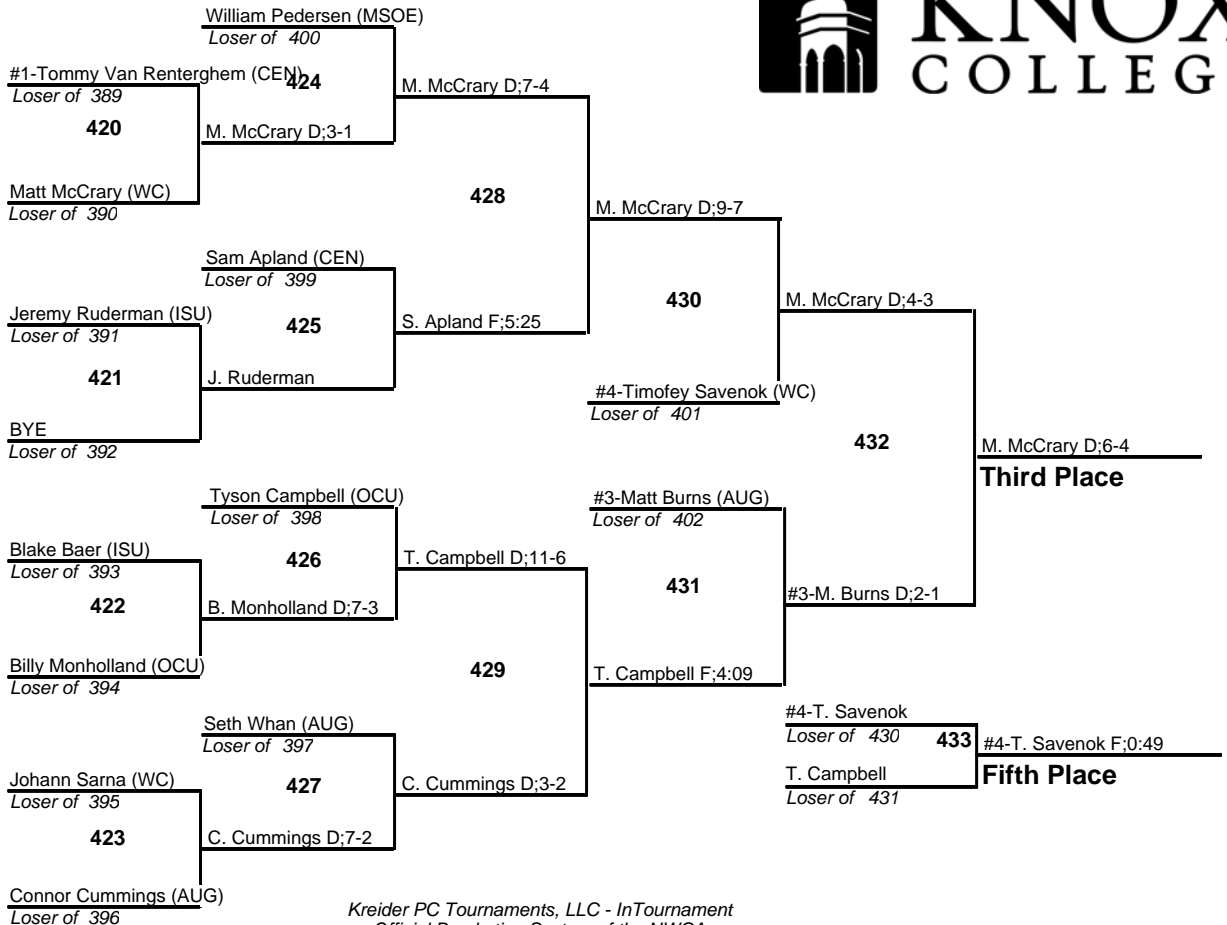 William Pedersen (MSOE)
Loser of 400
KNOX
COLLEG
#1-Tommy Van Renterghem (CEN)
Loser of 389
424
M. McCrary D;7-4
420
M. McCrary D;3-1
Matt McCrary (WC)
Loser of 390
428
M. McCrary D;9-7
Sam Apland (CEN)
Loser of 399
Jeremy Ruderman (ISU)
Loser of 391
425
S. Apland F;5:25
430
M. McCrary D;4-3
421
J. Ruderman
#4-Timofey Savenok (WC)
Loser of 401
BYE
Loser of 392
432
M. McCrary D;6-4
Third Place
Tyson Campbell (OCU)
Loser of 398
#3-Matt Burns (AUG)
Loser of 402
Blake Baer (ISU)
Loser of 393
426
T. Campbell D;11-6
422
B. Monholland D;7-3
431
#3-M. Burns D;2-1
Billy Monholland (OCU)
Loser of 394
429
T. Campbell F;4:09
Seth Whan (AUG)
Loser of 397
#4-T. Savenok
Loser of 430
433
#4-T. Savenok F;0:49
Fifth Place
T. Campbell
Loser of 431
Johann Sarna (WC)
Loser of 395
427
C. Cummings D;3-2
423
C. Cummings D;7-2
Connor Cummings (AUG)
Loser of 396
Kreider PC Tournaments, LLC - InTournament